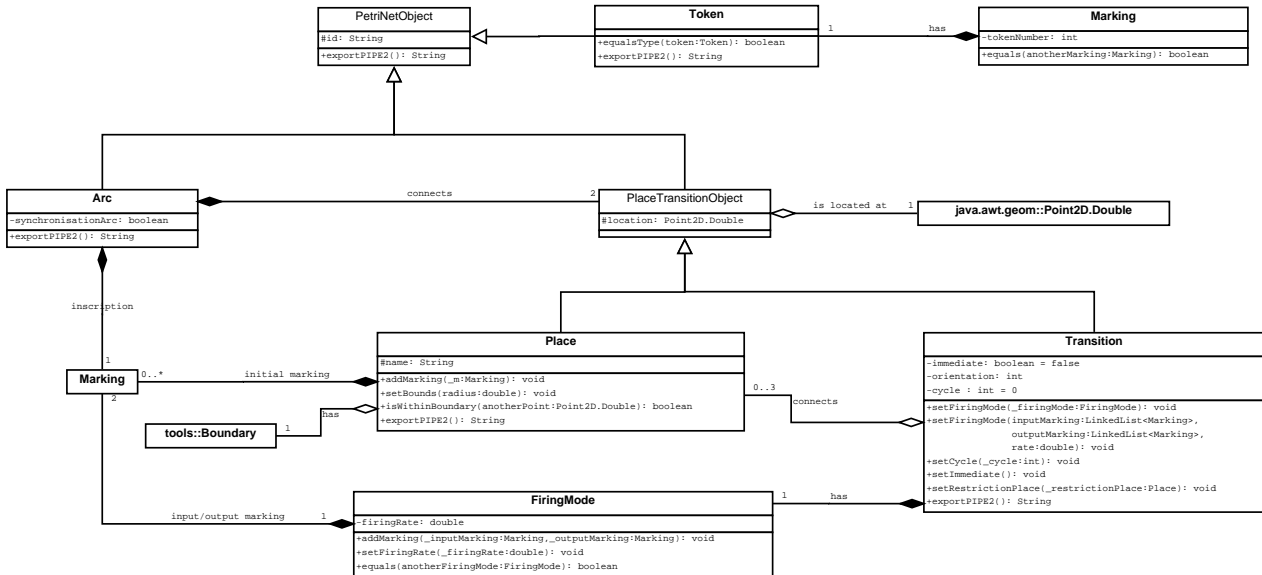 PetriNetObject
#id: String
+exportPIPE2(): String
Token
+equalsType(token:Token): boolean
+exportPIPE2(): String
1
has
Marking
-tokenNumber: int
+equals(anotherMarking:Marking): boolean
Arc
-synchronisationArc: boolean
+exportPIPE2(): String
connects
2
PlaceTransitionObject
#location: Point2D.Double
is located at
1
java.awt.geom::Point2D.Double
inscription
1
Marking
2
0..*
initial marking
Place
#name: String
+addMarking(_m:Marking): void
+setBounds(radius:double): void
+isWithinBoundary(anotherPoint:Point2D.Double): boolean
+exportPIPE2(): String
has
1
tools::Boundary
0..3
connects
Transition
-immediate: boolean = false
-orientation: int
-cycle : int = 0
+setFiringMode(_firingMode:FiringMode): void
+setFiringMode(inputMarking:LinkedList<Marking>,
outputMarking:LinkedList<Marking>,
rate:double): void
+setCycle(_cycle:int): void
+setImmediate(): void
+setRestrictionPlace(_restrictionPlace:Place): void
+exportPIPE2(): String
input/output marking
1
FiringMode
-firingRate: double
+addMarking(_inputMarking:Marking,_outputMarking:Marking): void
+setFiringRate(_firingRate:double): void
+equals(anotherFiringMode:FiringMode): boolean
1
has